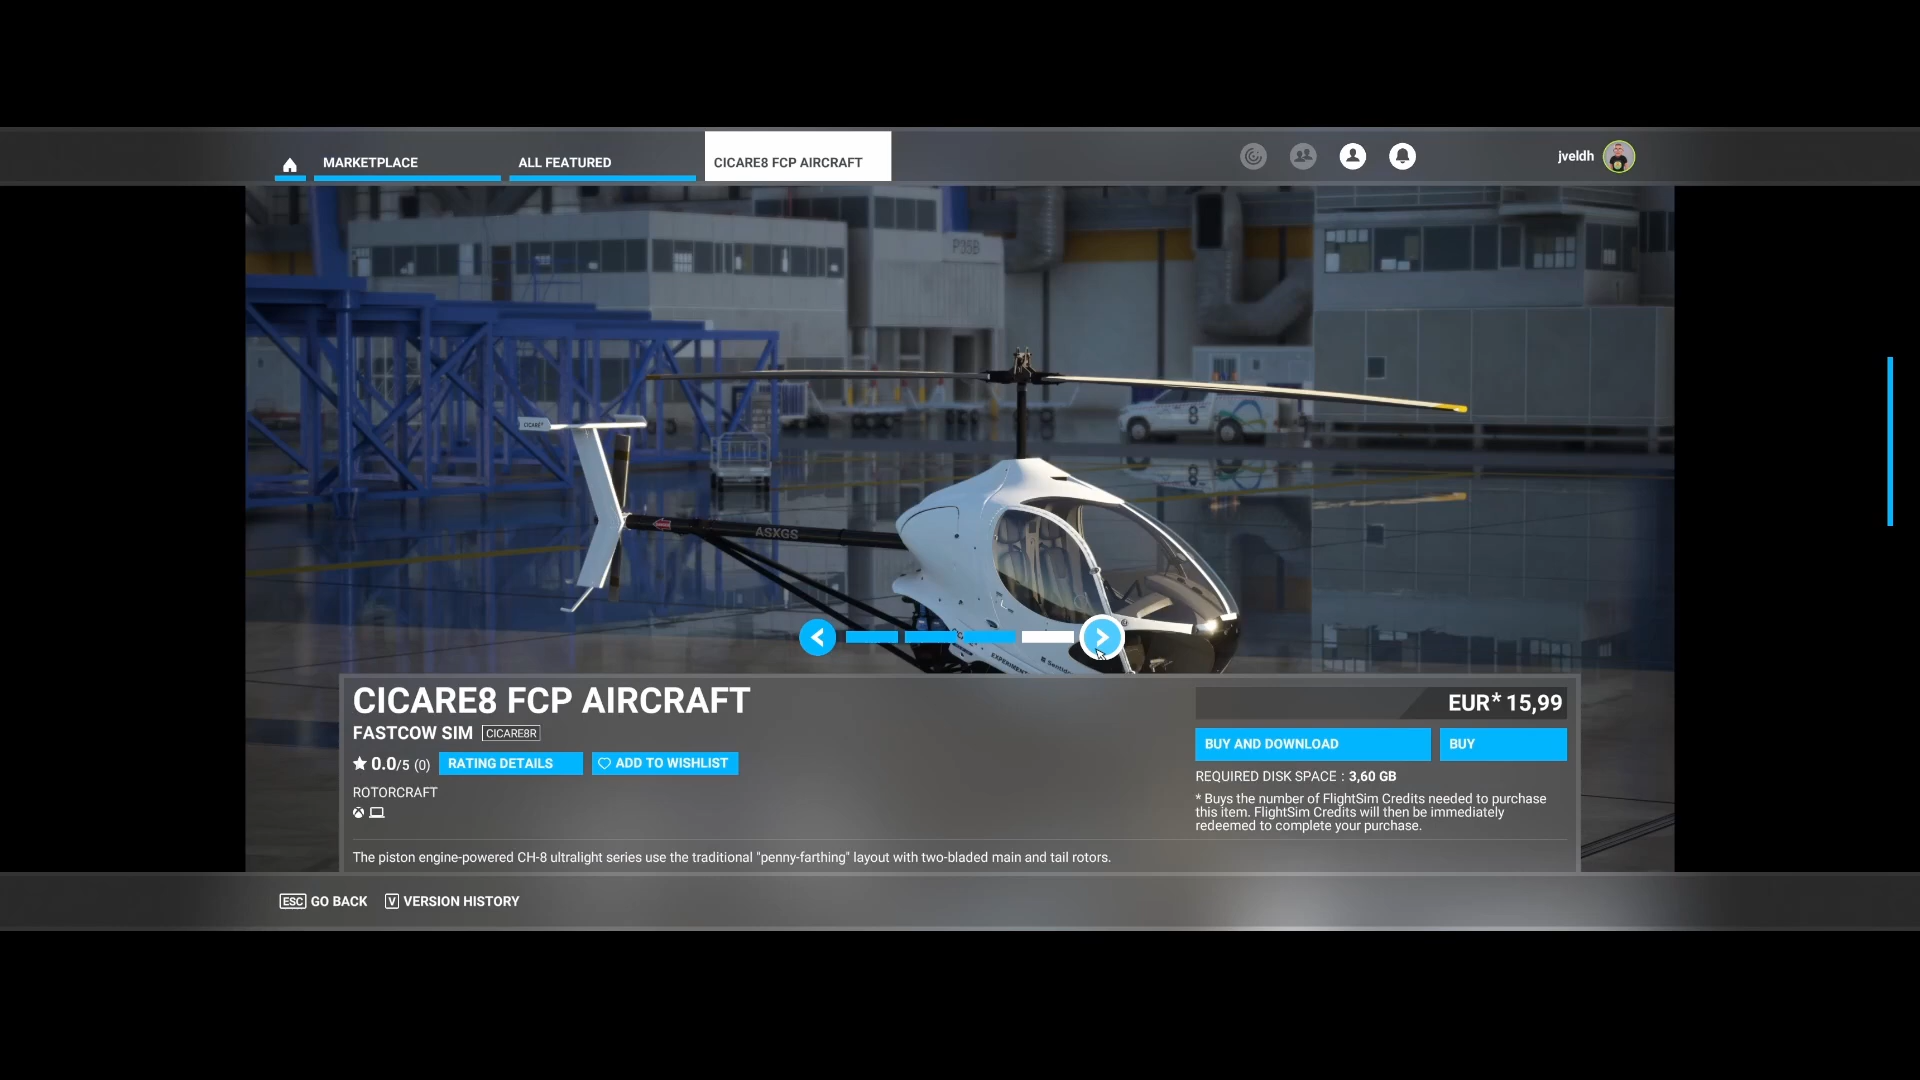 MARKETPLACE
ALL FEATURED
CICARE8 FCP AIRCRAFT
jveldh
P35B
8
CICARE
ASXGS
EXPERIMENT
CICARE8 FCP AIRCRAFT
FASTCOW SIM CICARE8R
0.0/5 (0) RATING DETAILS ADD TO WISHLIST
ROTORCRAFT
EUR* 15,99
BUY AND DOWNLOAD BUY
REQUIRED DISK SPACE : 3,60 GB
* Buys the number of FlightSim Credits needed to purchase
this item. FlightSim Credits will then be immediately
redeemed to complete your purchase.
The piston engine-powered CH-8 ultralight series use the traditional "penny-farthing" layout with two-bladed main and tail rotors.
ESC GO BACK V VERSION HISTORY